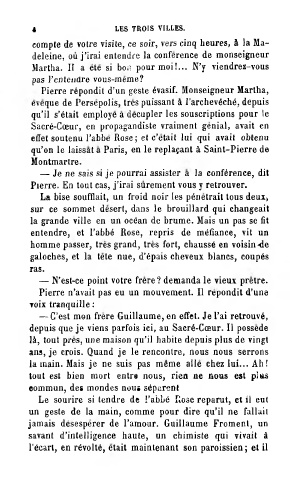 4 LES TROIS VILLES.
compte de votre visite, ce soir, vers cinq heures, à la Ma-
deleine, où j'irai entendre la conférence de monseigneur
Martha. Il a été si bon pour moi!... N'y viendrez-vous
pas l'entendre vous-même?
Pierre répondit d'un geste évasif. Monseigneur Martha,
évêque de Persépolis, très puissant à l'archevêché, depuis
qu'il s'était employé à décupler les souscriptions pour le
Sacré-Cœur, en propagandiste vraiment génial, avait en
effet soutenu l'abbé Rose; et c'était lui qui avait obtenu
qu'on le laissât à Paris, en le replaçant à Saint-Pierre de
Montmartre.
— Je ne sais si je pourrai assister à la conférence, dit
Pierre. En tout cas, j'irai sûrement vous y retrouver.
La bise soufflait, un froid noir les pénétrait tous deux,
sur ce sommet désert, dans le brouillard qui changeait
la grande ville en un océan de brume. Mais un pas se fit
entendre, et l'abbé Rose, repris de méfiance, vit un
homme passer, très grand, très fort, chaussé en voisin de
galoches, et la tête nue, d'épais cheveux blancs, coupés
ras.
— N'est-ce point votre frère? demanda le vieux prêtre.
Pierre n'avait pas eu un mouvement. Il répondit d'une
voix tranquille:
— C'est mon frère Guillaume, en effet. Je l'ai retrouvé,
depuis que je viens parfois ici, au Sacré-Cœur. Il possède
là, tout près, une maison qu'il habite depuis plus de vingt
ans, je crois. Quand je le rencontre, nous nous serrons
la main. Mais je ne suis pas même allé chez lui... Ah!
tout est bien mort entre nous, rien ne nous est plus
commun, des mondes nous séparent
Le sourire si tendre de l'abbé Rose reparut, et il eut
un geste de la main, comme pour dire qu'il ne fallait
jamais désespérer de l'amour. Guillaume Froment, un
savant d'intelligence haute, un chimiste qui vivait à
l'écart, en révolté, était maintenant son paroissien; et il